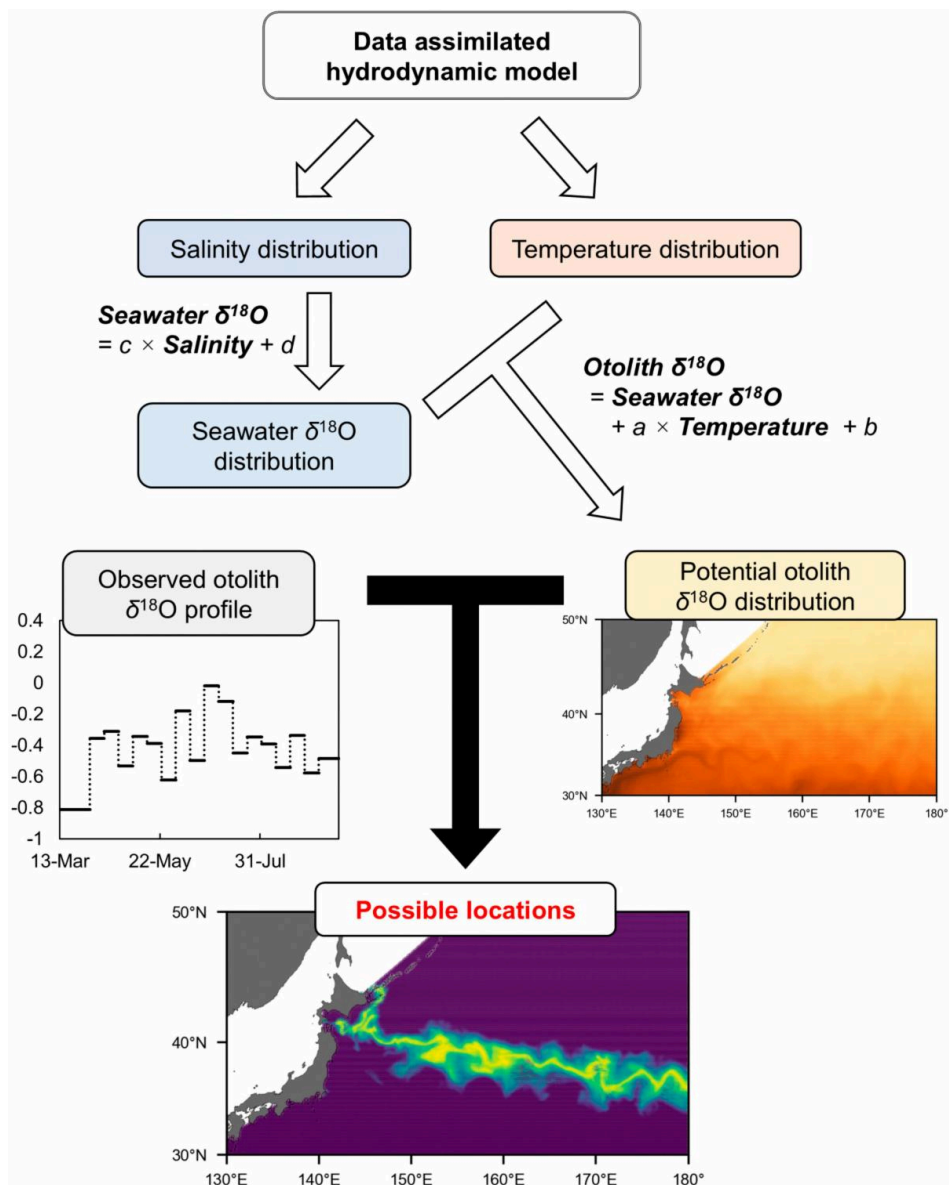 Data assimilated
hydrodynamic model
Salinity distribution
Temperature distribution
Seawater δ¹⁸O
= c × Salinity + d
Otolith δ¹⁸O
= Seawater δ¹⁸O
+ a × Temperature + b
Seawater δ¹⁸O
distribution
Observed otolith
δ¹⁸O profile
0.4
0.2
0
-0.2
-0.4
-0.6
-0.8
-1
13-Mar
22-May
31-Jul
Potential otolith
δ¹⁸O distribution
50°N
40°N
30°N
130°E
140°E
150°E
160°E
170°E
180°
Possible locations
50°N
40°N
30°N
130°E
140°E
150°E
160°E
170°E
180°